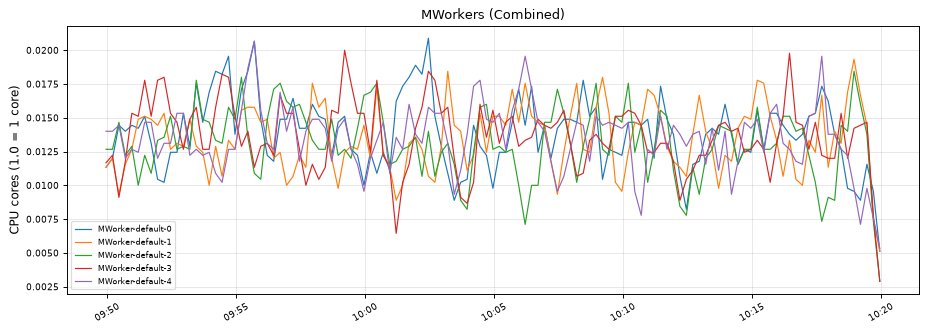 MWorkers (Combined)
CPU cores (1.0 = 1 core)
0.0200
0.0175
0.0150
0.0125
0.0100
0.0075
0.0050
0.0025
MWorker-default-0
MWorker-default-1
MWorker-default-2
MWorker-default-3
MWorker-default-4
09:50
09:55
10:00
10:05
10:10
10:15
10:20